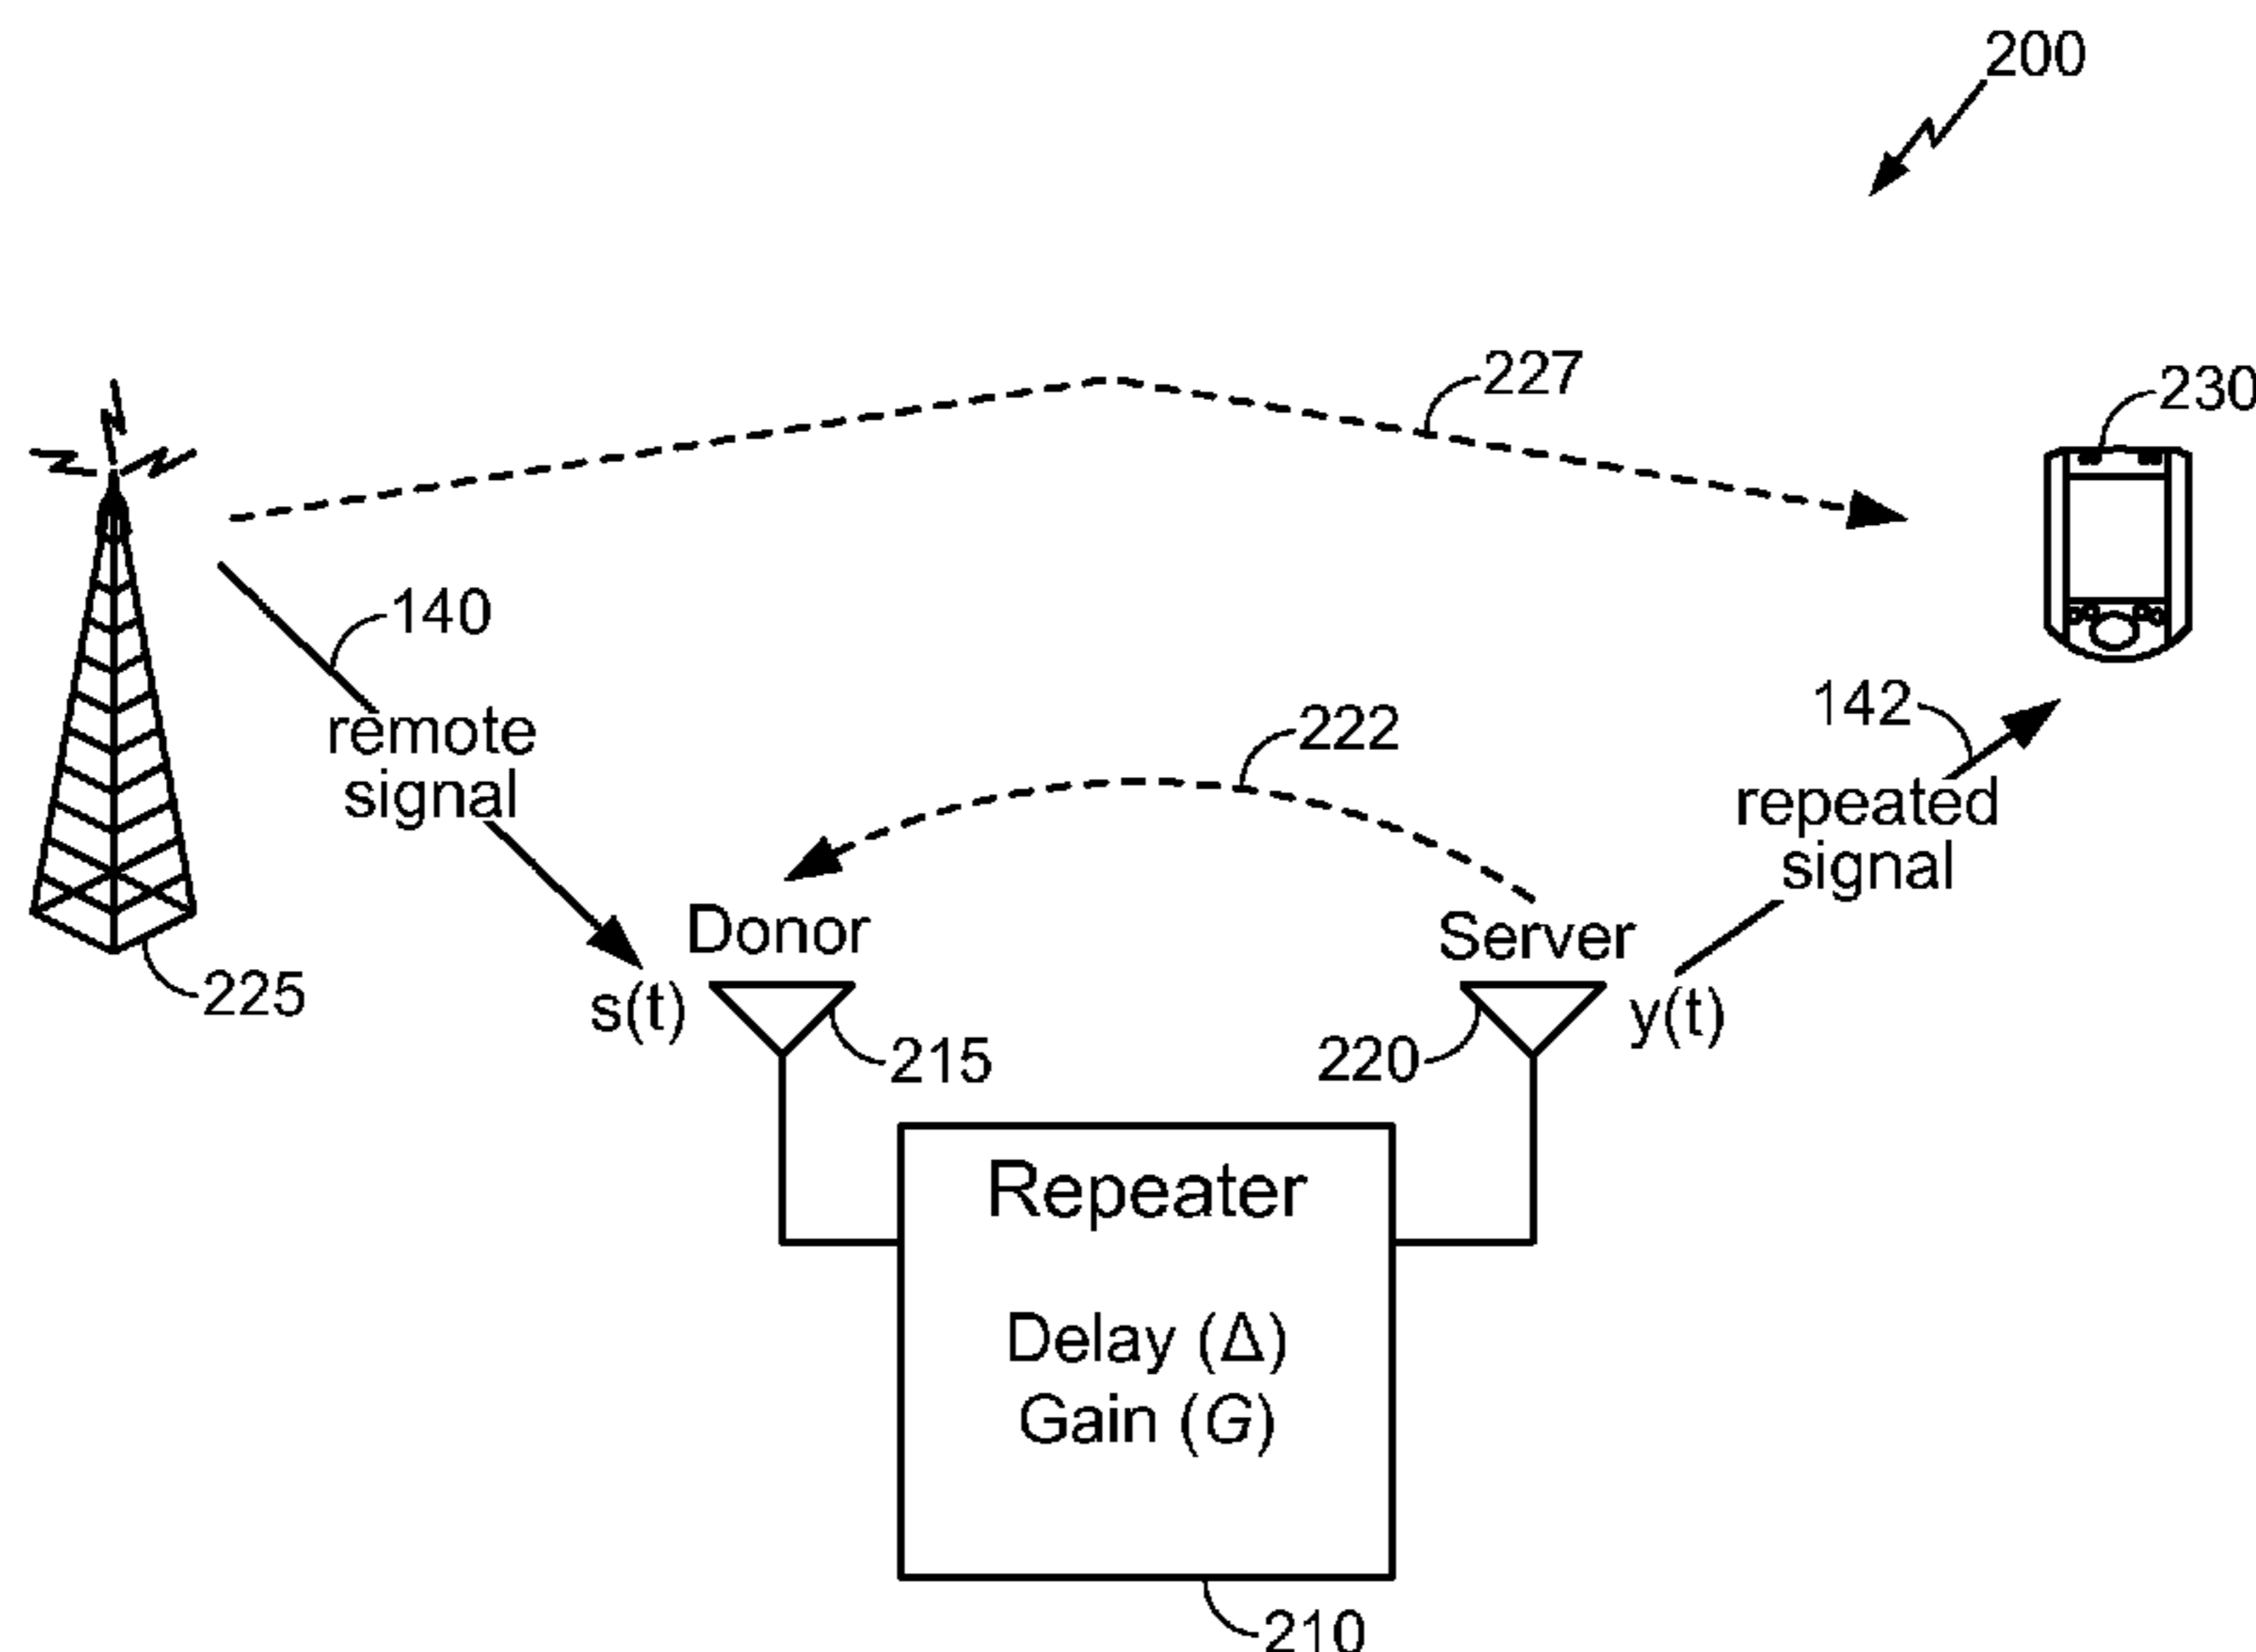 200
227
230
140
remote
signal
222
142
repeated
signal
Donor
Server
225
s(t)
215
220
y(t)
Repeater
Delay (Δ)
Gain (G)
210